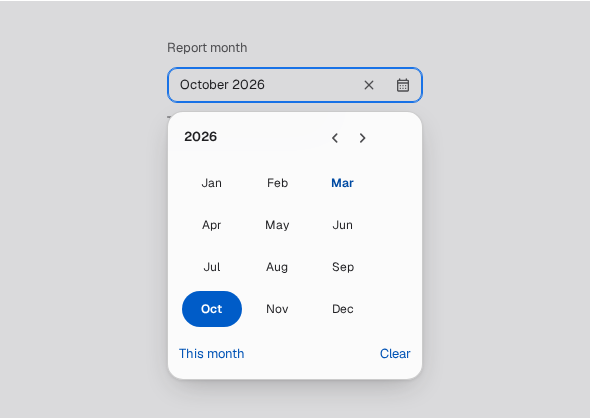 Report month
October 2026
2026
Jan Feb Mar
Apr May Jun
Jul Aug Sep
Oct Nov Dec
This month Clear